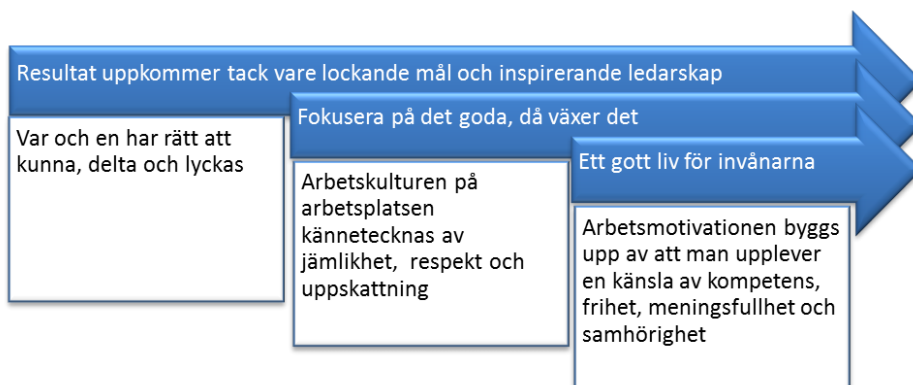 Resultat uppkommer tack vare lockande mål och inspirerande ledarskap
Var och en har rätt att
kunna, delta och lyckas
Fokusera på det goda, då växer det
Arbetskulturen på
arbetsplatsen
kännetecknas av
jämlikhet, respekt och
uppskattning
Ett gott liv för invånarna
Arbetsmotivationen byggs
upp av att man upplever
en känsla av kompetens,
frihet, meningsfullhet och
samhörighet